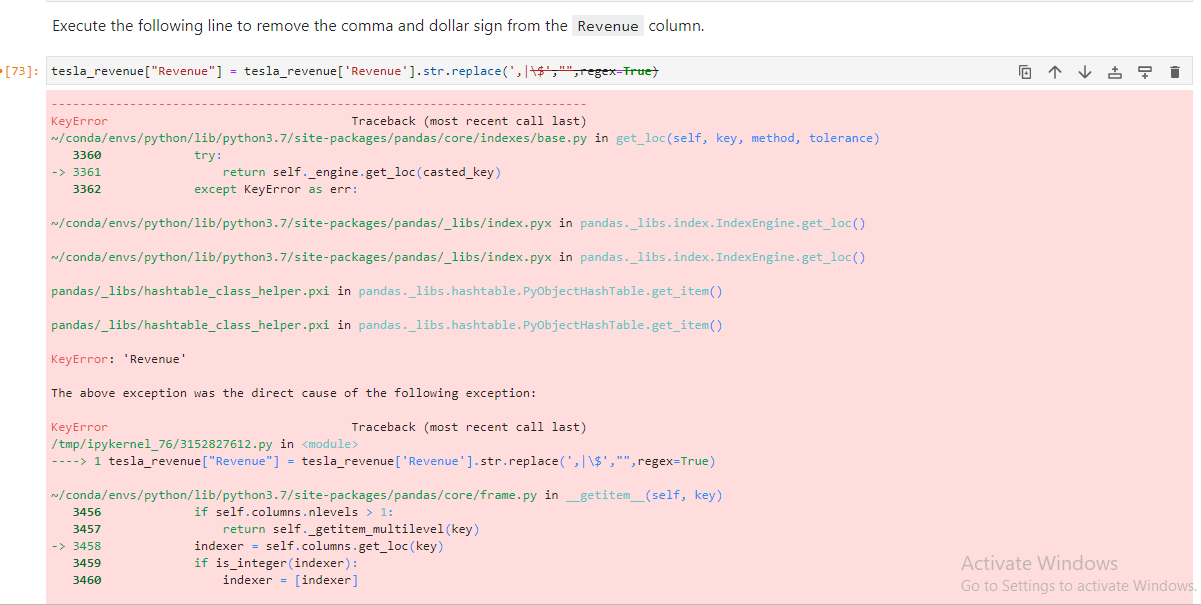 Execute the following line to remove the comma and dollar sign from the Revenue column.
[73]: tesla_revenue["Revenue"] = tesla_revenue['Revenue'].str.replace(',|\$',"",regex=True)
---------------------------------------------------------------------------
KeyError                                  Traceback (most recent call last)
~/conda/envs/python/lib/python3.7/site-packages/pandas/core/indexes/base.py in get_loc(self, key, method, tolerance)
   3360             try:
-> 3361                 return self._engine.get_loc(casted_key)
   3362             except KeyError as err:
~/conda/envs/python/lib/python3.7/site-packages/pandas/_libs/index.pyx in pandas._libs.index.IndexEngine.get_loc()
~/conda/envs/python/lib/python3.7/site-packages/pandas/_libs/index.pyx in pandas._libs.index.IndexEngine.get_loc()
pandas/_libs/hashtable_class_helper.pxi in pandas._libs.hashtable.PyObjectHashTable.get_item()
pandas/_libs/hashtable_class_helper.pxi in pandas._libs.hashtable.PyObjectHashTable.get_item()
KeyError: 'Revenue'
The above exception was the direct cause of the following exception:
KeyError                                  Traceback (most recent call last)
/tmp/ipykernel_76/3152827612.py in <module>
----> 1 tesla_revenue["Revenue"] = tesla_revenue['Revenue'].str.replace(',|\$',"",regex=True)
~/conda/envs/python/lib/python3.7/site-packages/pandas/core/frame.py in __getitem__(self, key)
   3456             if self.columns.nlevels > 1:
   3457                 return self._getitem_multilevel(key)
-> 3458             indexer = self.columns.get_loc(key)
   3459             if is_integer(indexer):
   3460                 indexer = [indexer]
Activate Windows
Go to Settings to activate Windows.